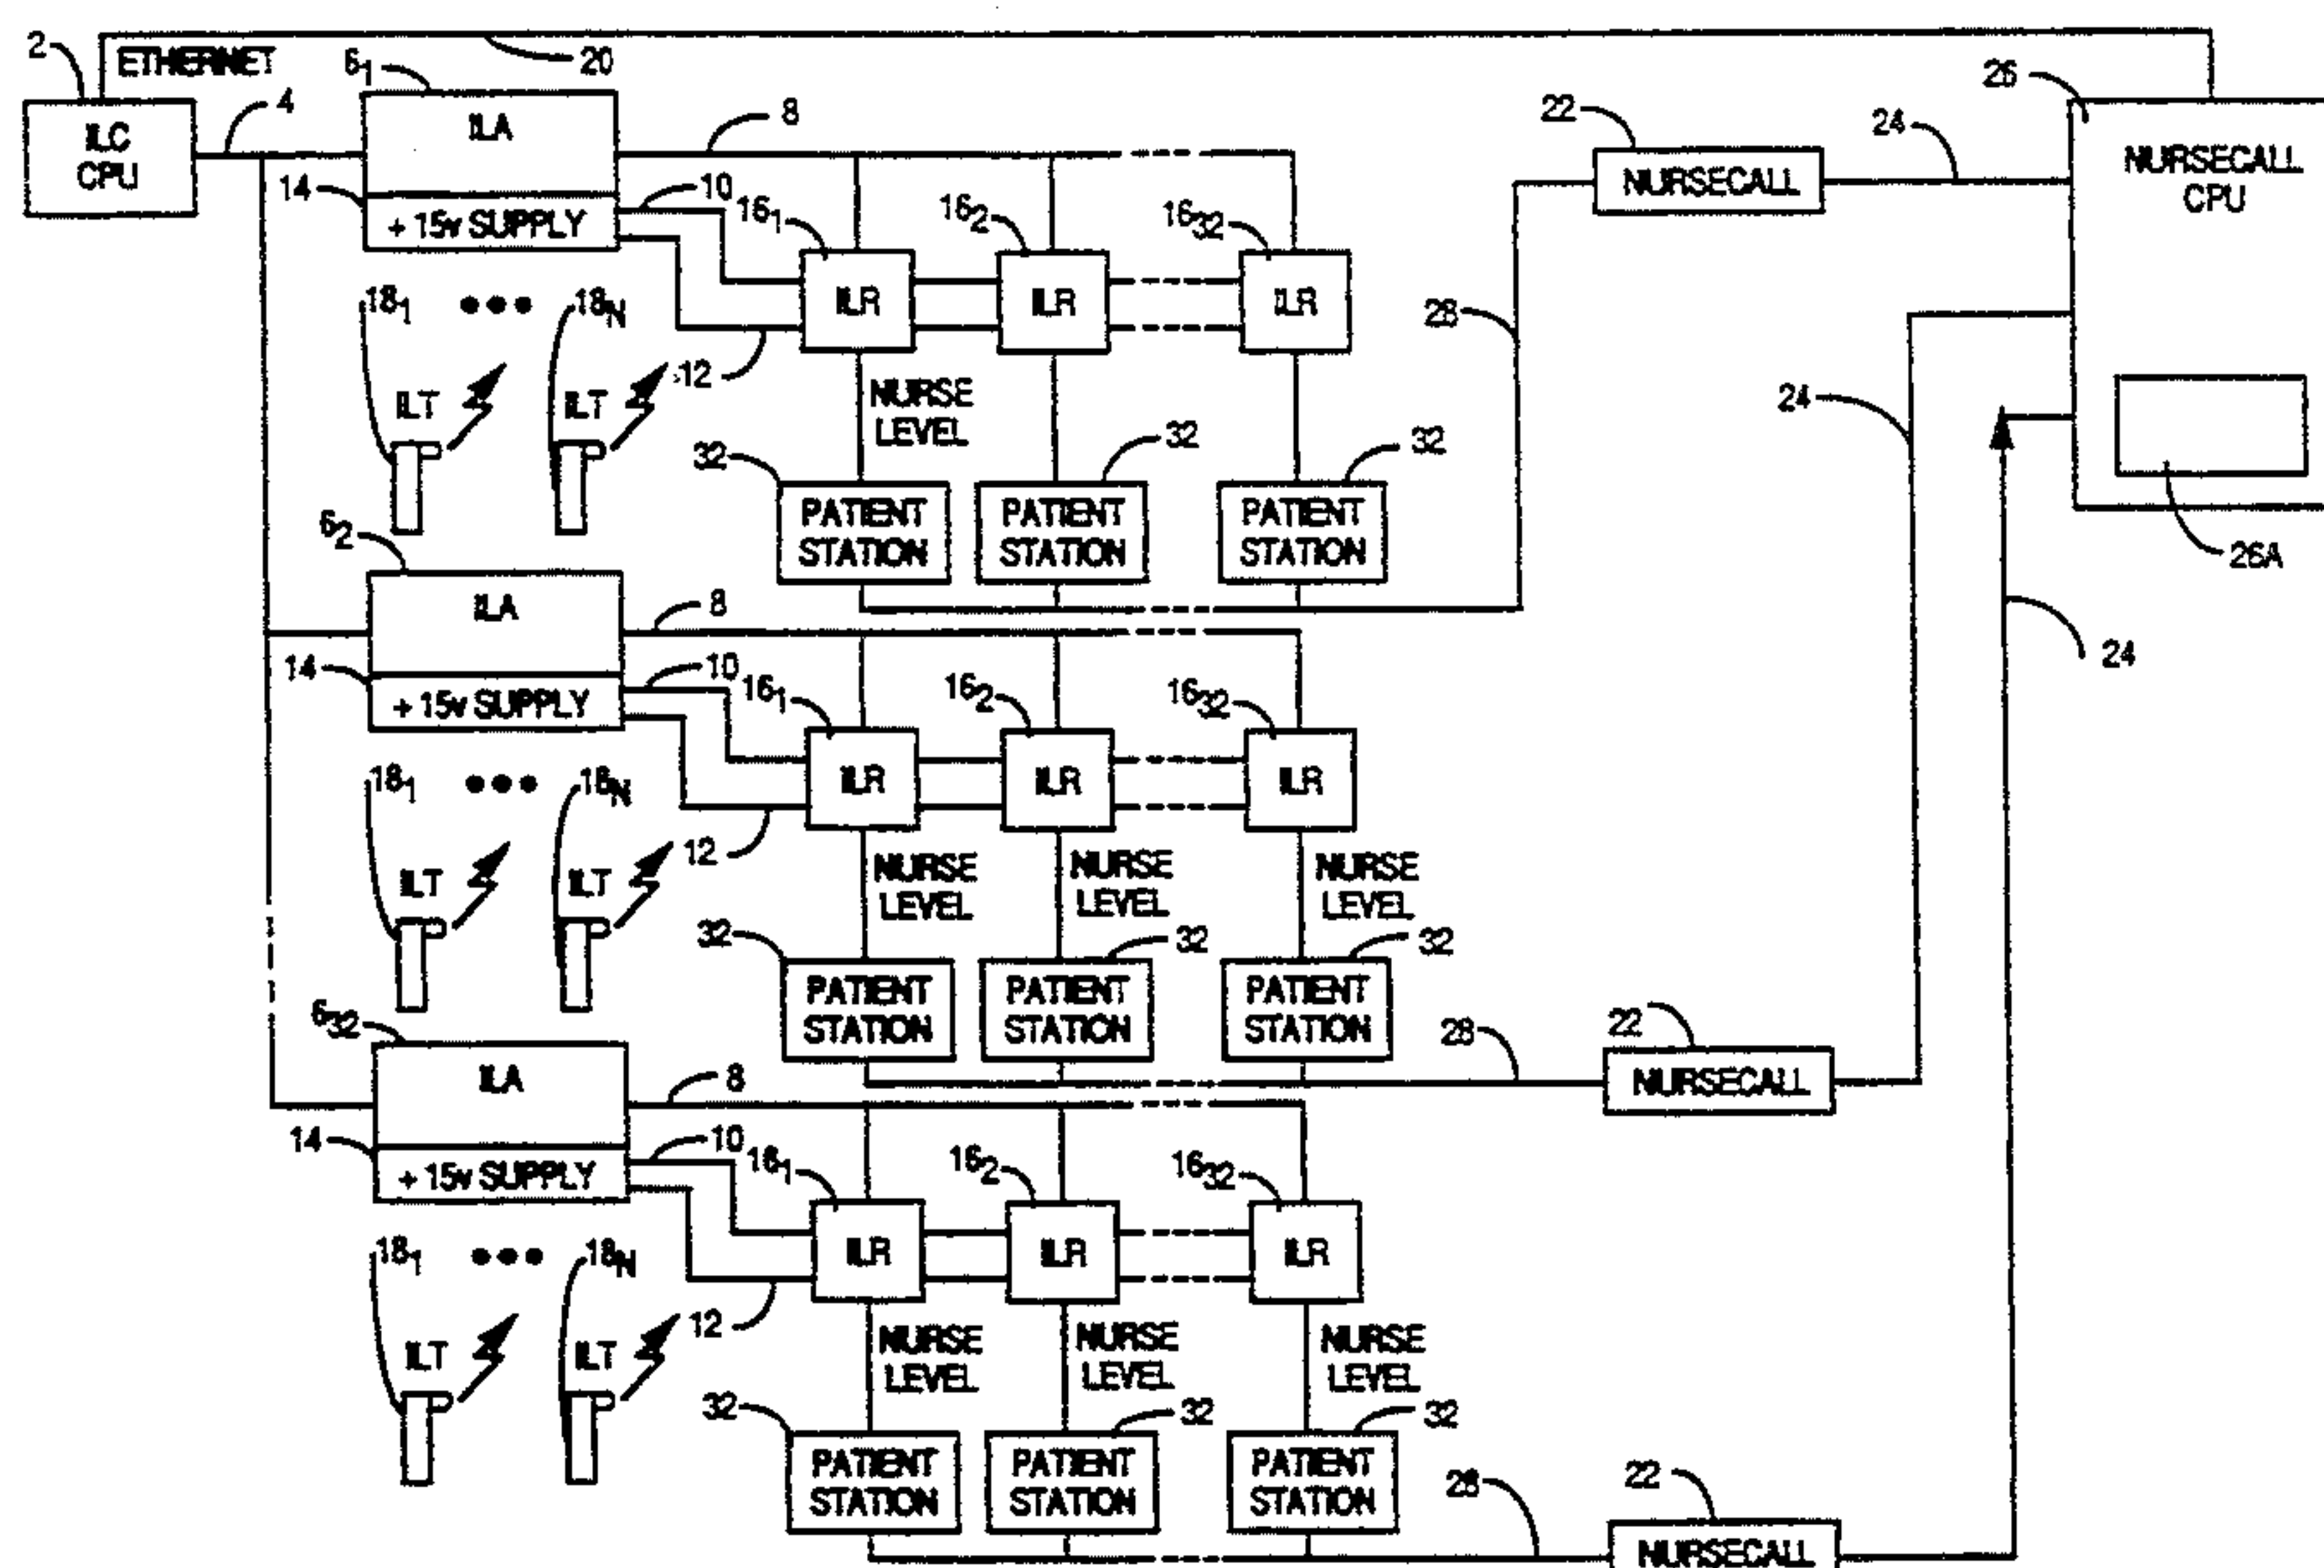 2
ETHERNET
20
ILC
CPU
4
6₁
ILA
14
+ 15v SUPPLY
8
10
12
16₁
ILR
16₂
ILR
16₃₂
ILR
18₁
•••
18N
ILT
ILT
NURSE
LEVEL
32
PATIENT
STATION
32
PATIENT
STATION
32
PATIENT
STATION
28
22
NURSECALL
24
26
NURSECALL
CPU
26A
24
24
6₂
ILA
14
+ 15v SUPPLY
8
10
12
16₁
ILR
16₂
ILR
16₃₂
ILR
18₁
•••
18N
ILT
ILT
NURSE
LEVEL
NURSE
LEVEL
NURSE
LEVEL
32
PATIENT
STATION
32
PATIENT
STATION
32
PATIENT
STATION
28
22
NURSECALL
6₃₂
ILA
14
+ 15v SUPPLY
8
10
12
16₁
ILR
16₂
ILR
16₃₂
ILR
18₁
•••
18N
ILT
ILT
NURSE
LEVEL
NURSE
LEVEL
NURSE
LEVEL
32
PATIENT
STATION
32
PATIENT
STATION
32
PATIENT
STATION
28
22
NURSECALL